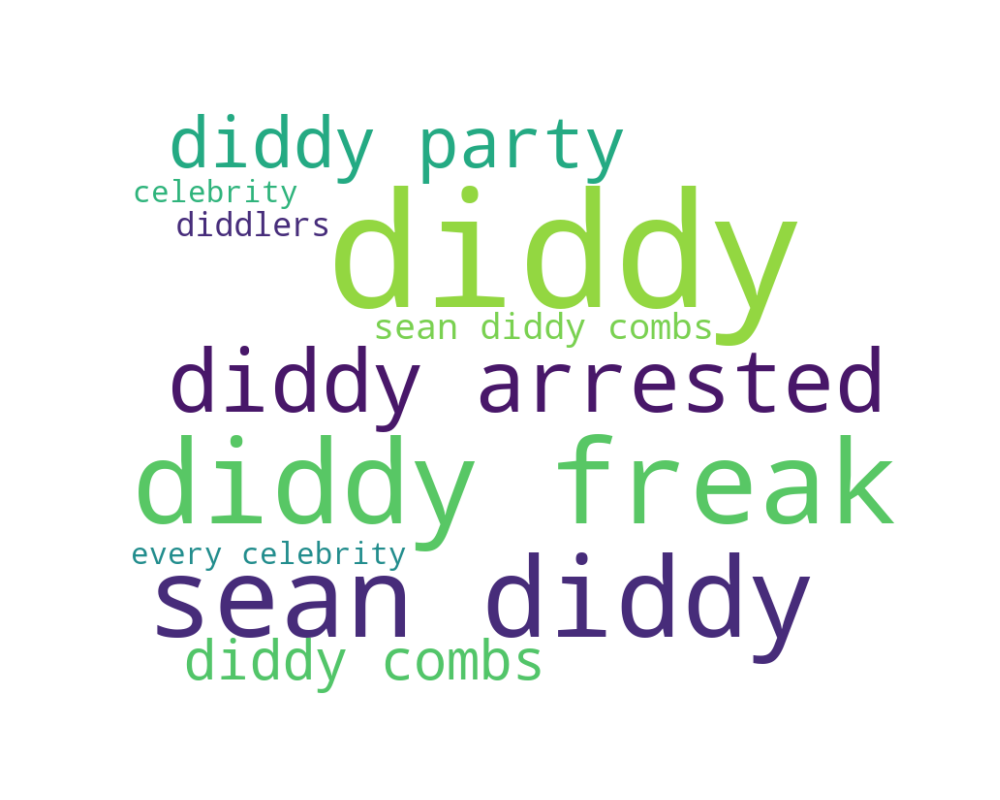 diddy party
celebrity
diddlers
diddy
sean diddy combs
diddy arrested
diddy freak
every celebrity
sean diddy
diddy combs